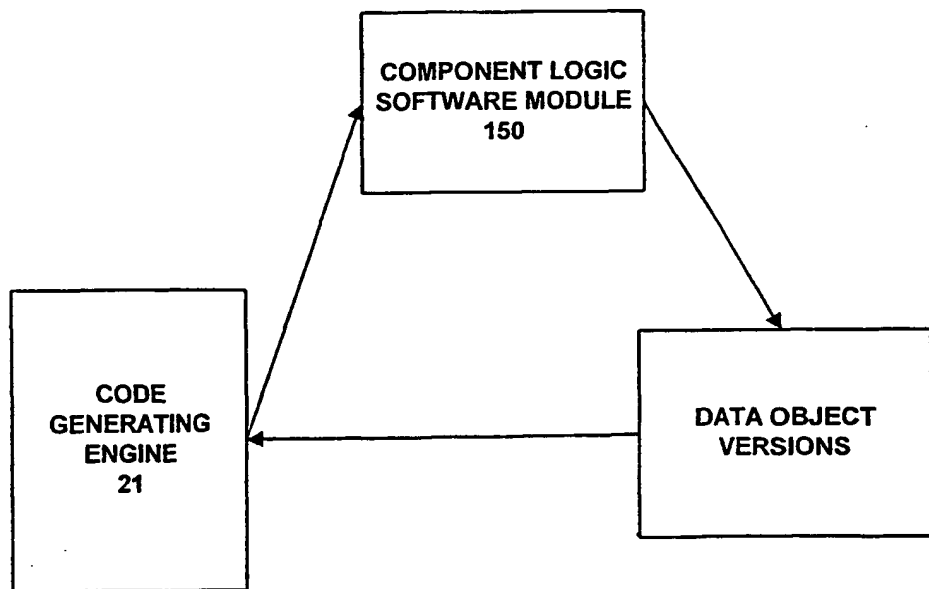 COMPONENT LOGIC
SOFTWARE MODULE
150
CODE
GENERATING
ENGINE
21
DATA OBJECT
VERSIONS